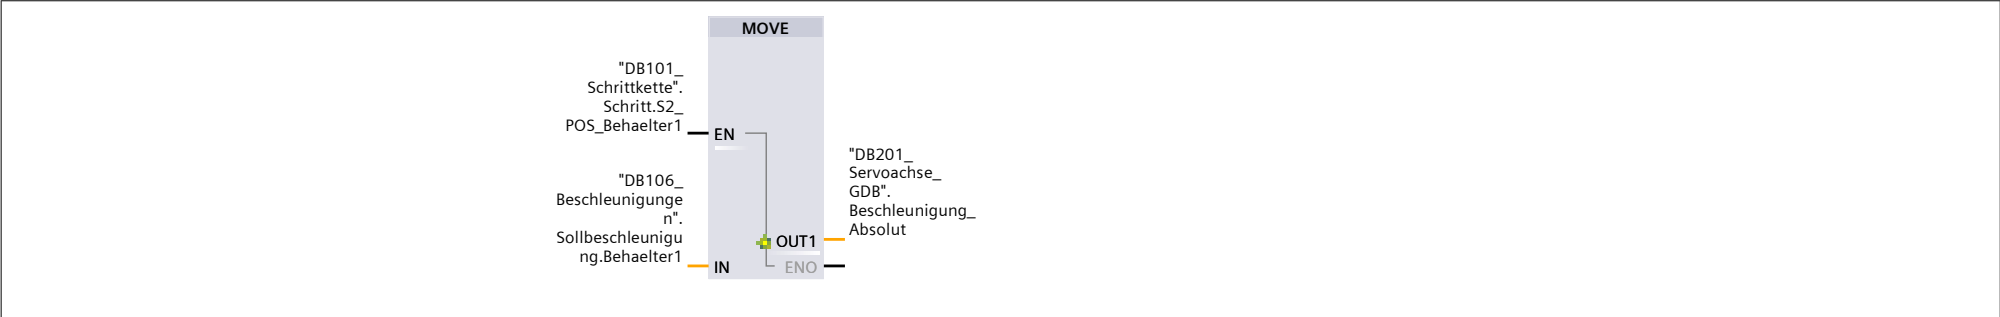 MOVE
"DB101_
Schrittkette".
Schritt.S2_
POS_Behaelter1
EN
"DB106_
Beschleunigunge
n".
Sollbeschleunigu
ng.Behaelter1
IN
"DB201_
Servoachse_
GDB".
Beschleunigung_
Absolut
OUT1
ENO